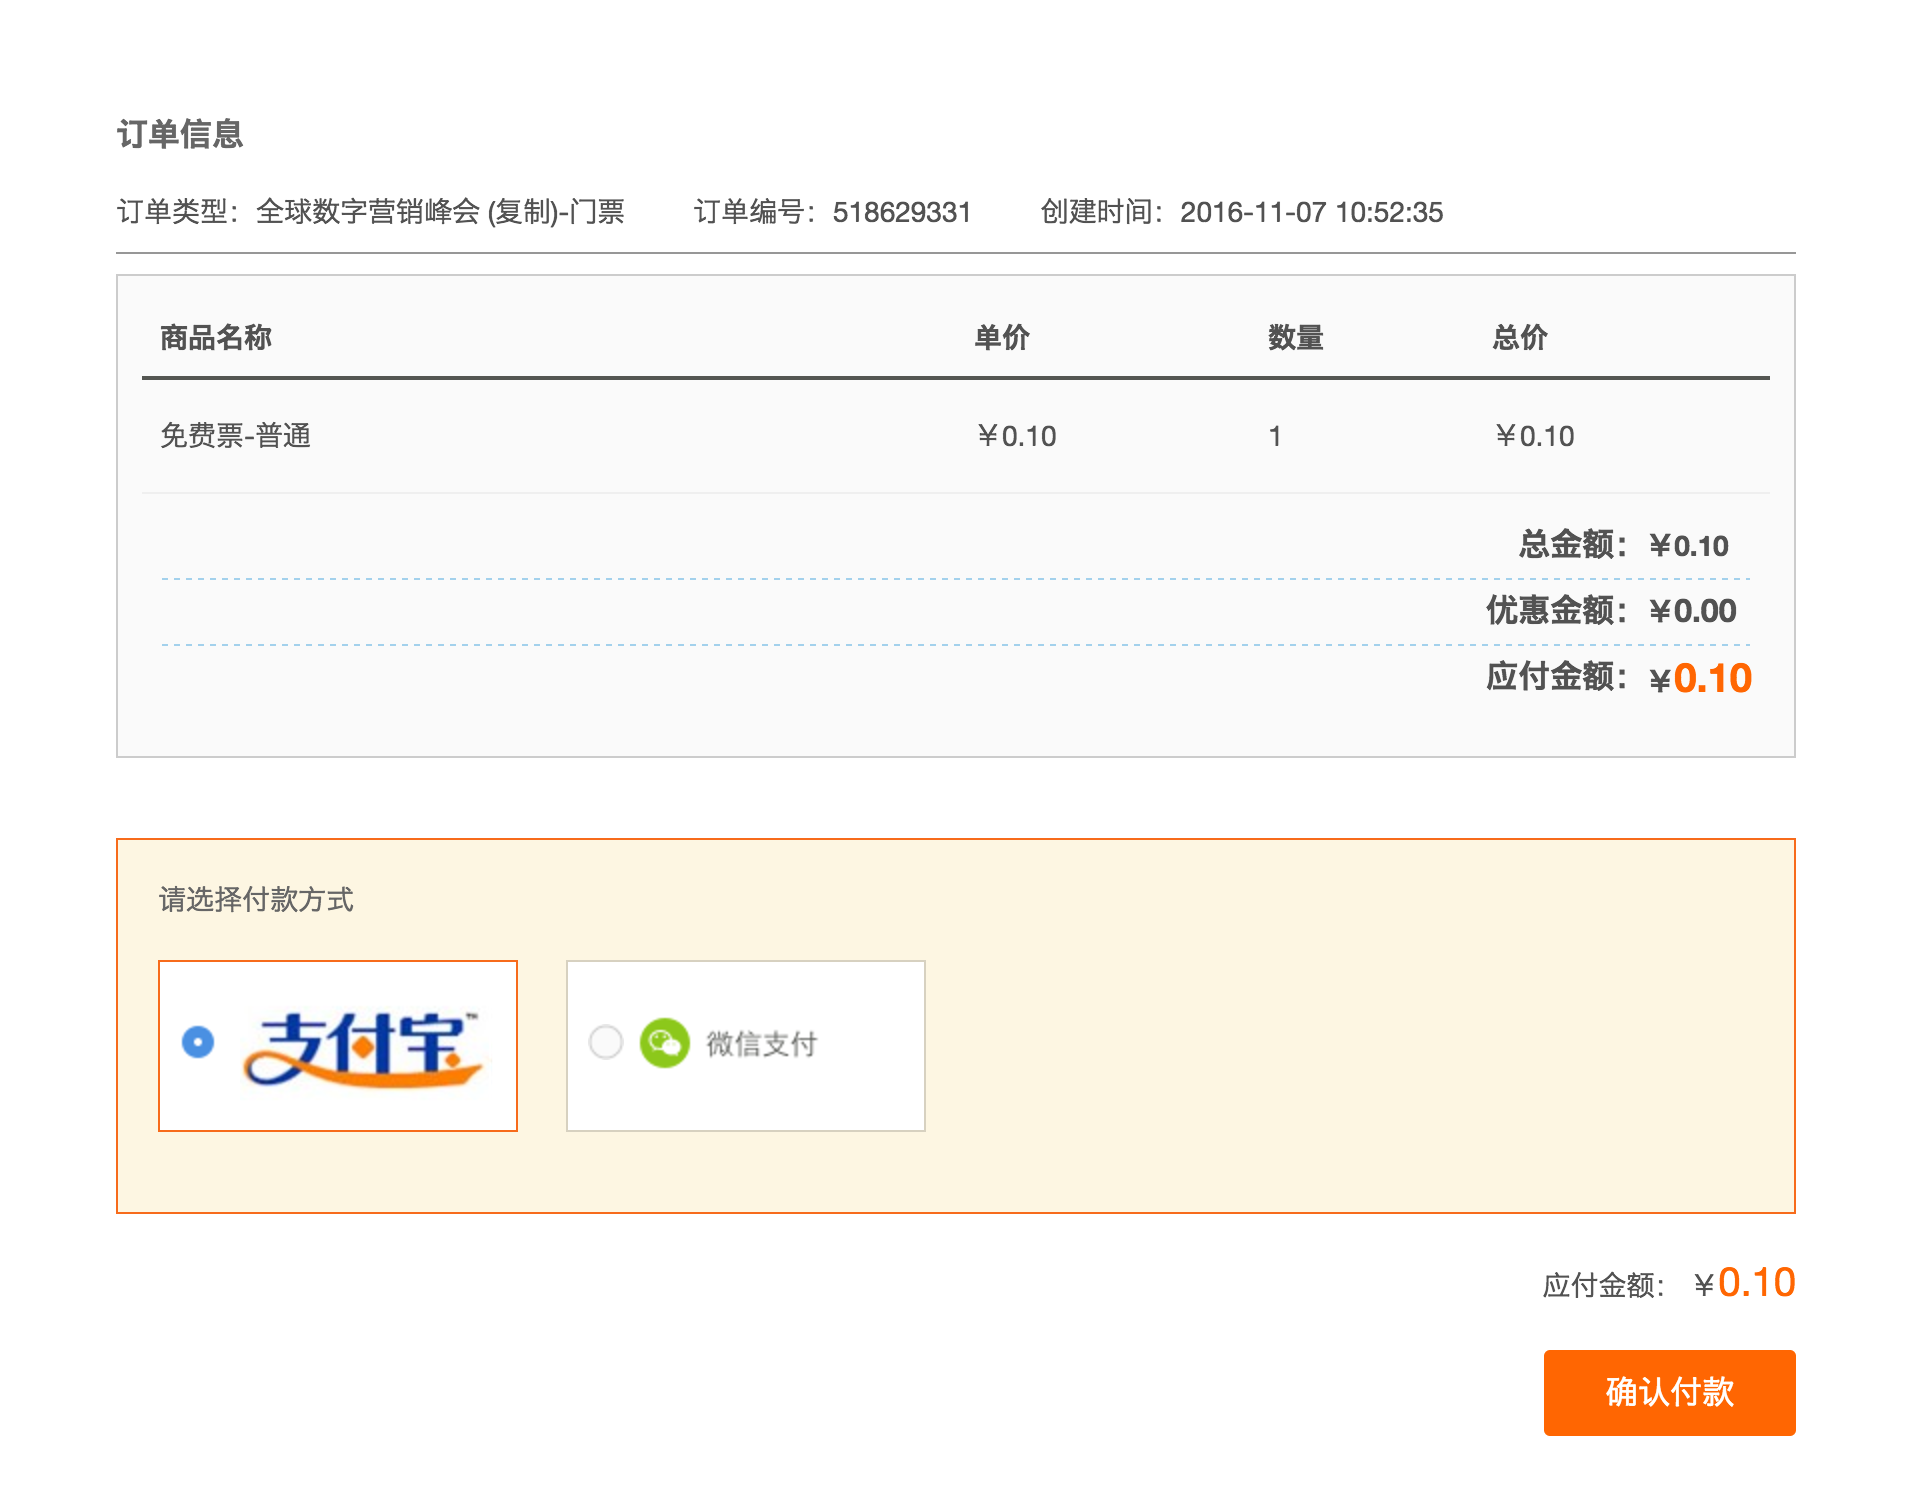 订单信息
订单类型：全球数字营销峰会 (复制)-门票 订单编号：518629331 创建时间：2016-11-07 10:52:35
商品名称 单价 数量 总价
免费票-普通 ￥0.10 1 ￥0.10
总金额：￥0.10
优惠金额：￥0.00
应付金额：￥0.10
请选择付款方式
支付宝™ 微信支付
应付金额：￥0.10
确认付款